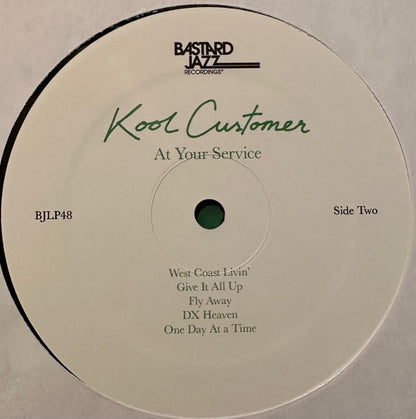 BASTARD
JAZZ
RECORDINGS
Kool Customer
At Your Service
BJLP48
Side Two
West Coast Livin'
Give It All Up
Fly Away
DX Heaven
One Day At a Time